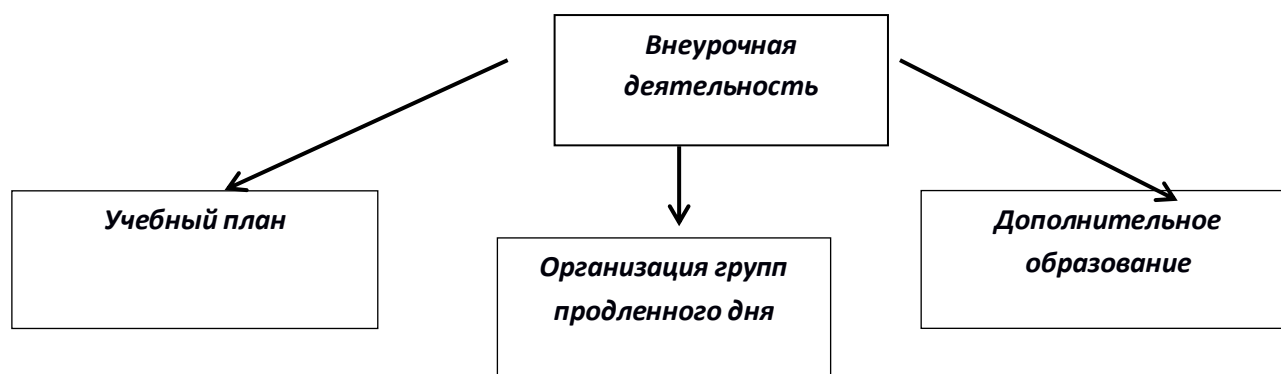 Внеурочная
деятельность
Учебный план
Организация групп
продленного дня
Дополнительное
образование